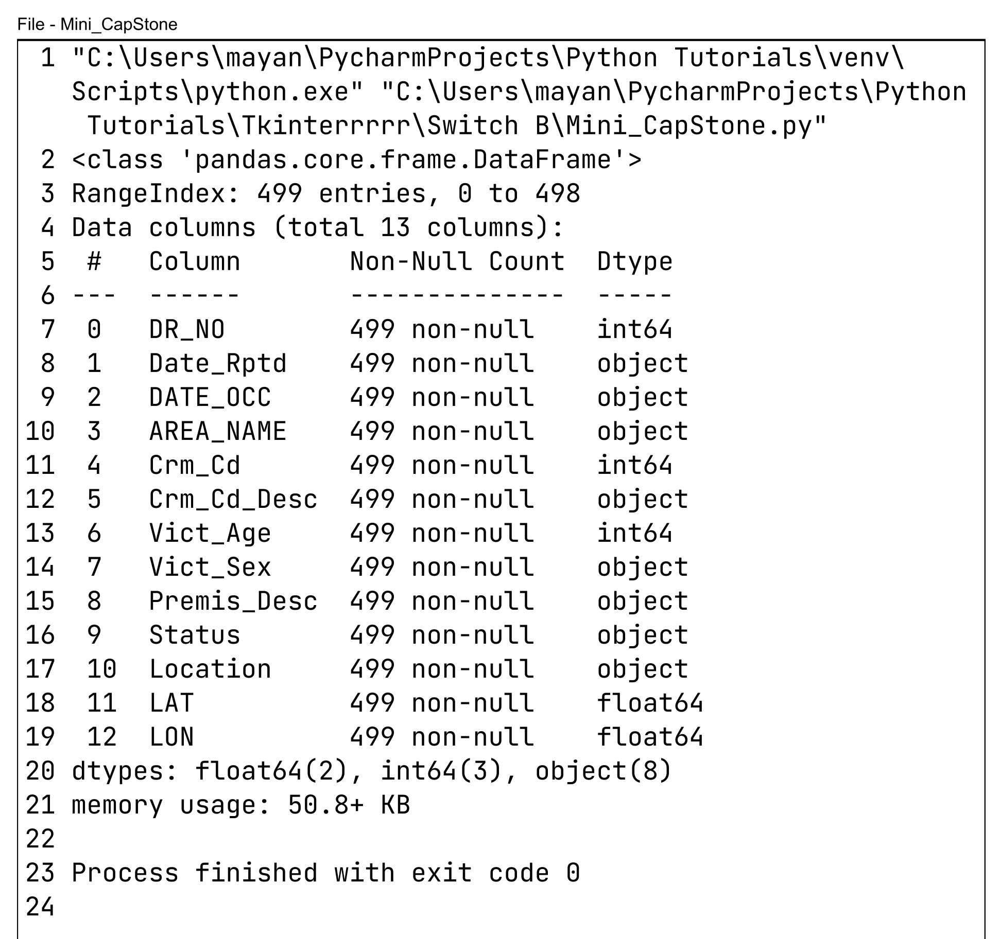 File - Mini_CapStone
1 "C:\Users\mayan\PycharmProjects\Python Tutorials\venv\
Scripts\python.exe" "C:\Users\mayan\PycharmProjects\Python
Tutorials\Tkinterrrrr\Switch B\Mini_CapStone.py"
2 <class 'pandas.core.frame.DataFrame'>
3 RangeIndex: 499 entries, 0 to 498
4 Data columns (total 13 columns):
5  #   Column       Non-Null Count  Dtype
6 ---  ------       --------------  -----
7  0   DR_NO        499 non-null    int64
8  1   Date_Rptd    499 non-null    object
9  2   DATE_OCC     499 non-null    object
10  3   AREA_NAME    499 non-null    object
11  4   Crm_Cd       499 non-null    int64
12  5   Crm_Cd_Desc  499 non-null    object
13  6   Vict_Age     499 non-null    int64
14  7   Vict_Sex     499 non-null    object
15  8   Premis_Desc  499 non-null    object
16  9   Status       499 non-null    object
17  10  Location     499 non-null    object
18  11  LAT          499 non-null    float64
19  12  LON          499 non-null    float64
20 dtypes: float64(2), int64(3), object(8)
21 memory usage: 50.8+ KB
22
23 Process finished with exit code 0
24